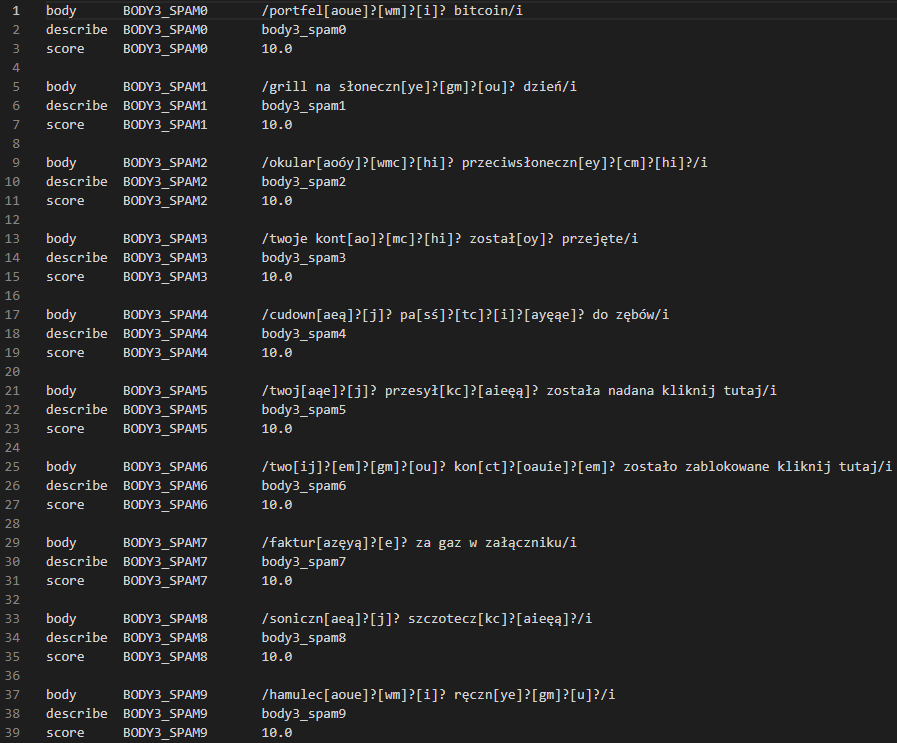 1 body BODY3_SPAM0 /portfel[aoue]?[wm]?[i]? bitcoin/i
2 describe BODY3_SPAM0 body3_spam0
3 score BODY3_SPAM0 10.0
4
5 body BODY3_SPAM1 /grill na słoneczn[ye]?[gm]?[ou]? dzień/i
6 describe BODY3_SPAM1 body3_spam1
7 score BODY3_SPAM1 10.0
8
9 body BODY3_SPAM2 /okular[aoóy]?[wmc]?[hi]? przeciwsłoneczn[ey]?[cm]?[hi]?/i
10 describe BODY3_SPAM2 body3_spam2
11 score BODY3_SPAM2 10.0
12
13 body BODY3_SPAM3 /twoje kont[ao]?[mc]?[hi]? został[oy]? przejęte/i
14 describe BODY3_SPAM3 body3_spam3
15 score BODY3_SPAM3 10.0
16
17 body BODY3_SPAM4 /cudown[aeą]?[j]? pa[sś]?[tc]?[i]?[ayęąe]? do zębów/i
18 describe BODY3_SPAM4 body3_spam4
19 score BODY3_SPAM4 10.0
20
21 body BODY3_SPAM5 /twoj[aąe]?[j]? przesył[kc]?[aieęą]? została nadana kliknij tutaj/i
22 describe BODY3_SPAM5 body3_spam5
23 score BODY3_SPAM5 10.0
24
25 body BODY3_SPAM6 /two[ij]?[em]?[gm]?[ou]? kon[ct]?[oauie]?[em]? zostało zablokowane kliknij tutaj/i
26 describe BODY3_SPAM6 body3_spam6
27 score BODY3_SPAM6 10.0
28
29 body BODY3_SPAM7 /faktur[azęyą]?[e]? za gaz w załączniku/i
30 describe BODY3_SPAM7 body3_spam7
31 score BODY3_SPAM7 10.0
32
33 body BODY3_SPAM8 /soniczn[aeą]?[j]? szczotecz[kc]?[aieęą]?/i
34 describe BODY3_SPAM8 body3_spam8
35 score BODY3_SPAM8 10.0
36
37 body BODY3_SPAM9 /hamulec[aoue]?[wm]?[i]? ręczn[ye]?[gm]?[u]?/i
38 describe BODY3_SPAM9 body3_spam9
39 score BODY3_SPAM9 10.0